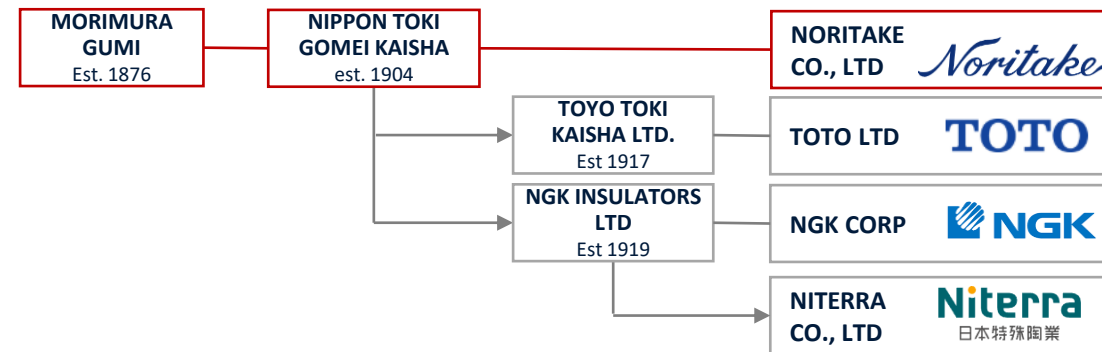 MORIMURA
GUMI
Est. 1876
NIPPON TOKI
GOMEI KAISHA
est. 1904
NORITAKE
CO., LTD
Noritake
TOYO TOKI
KAISHA LTD.
Est 1917
TOTO LTD
TOTO
NGK INSULATORS
LTD
Est 1919
NGK CORP
NGK
NITERRA
CO., LTD
Niterra
日本特殊陶業